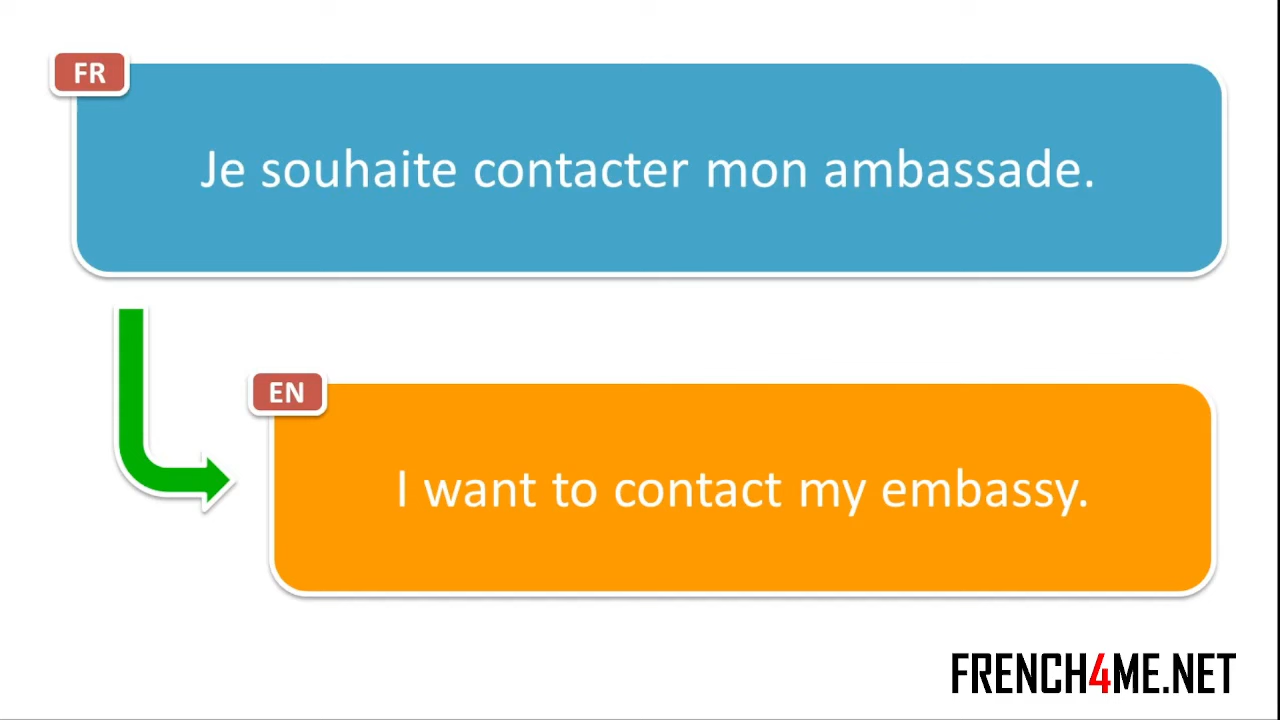 FR
Je souhaite contacter mon ambassade.
EN
I want to contact my embassy.
FRENCH4ME.NET